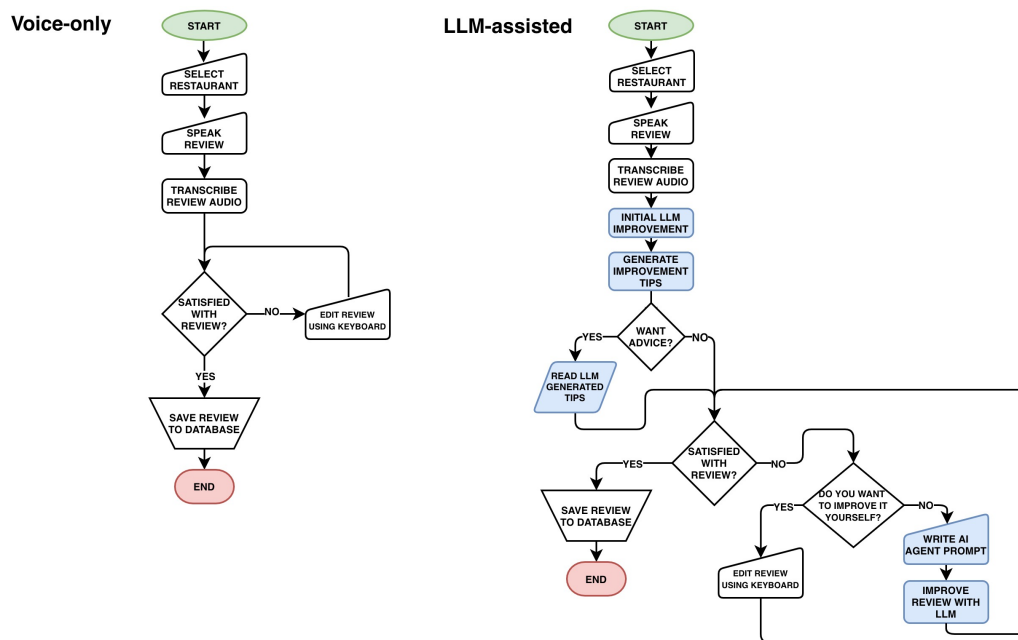 Voice-only
START
SELECT
RESTAURANT
SPEAK
REVIEW
TRANSCRIBE
REVIEW AUDIO
SATISFIED
WITH
REVIEW?
NO
EDIT REVIEW
USING KEYBOARD
YES
SAVE REVIEW
TO DATABASE
END
LLM-assisted
START
SELECT
RESTAURANT
SPEAK
REVIEW
TRANSCRIBE
REVIEW AUDIO
INITIAL LLM
IMPROVEMENT
GENERATE
IMPROVEMENT
TIPS
WANT
ADVICE?
YES
NO
READ LLM
GENERATED
TIPS
SATISFIED
WITH
REVIEW?
YES
NO
SAVE REVIEW
TO DATABASE
END
DO YOU WANT
TO IMPROVE IT
YOURSELF?
YES
NO
EDIT REVIEW
USING KEYBOARD
WRITE AI
AGENT PROMPT
IMPROVE
REVIEW WITH
LLM